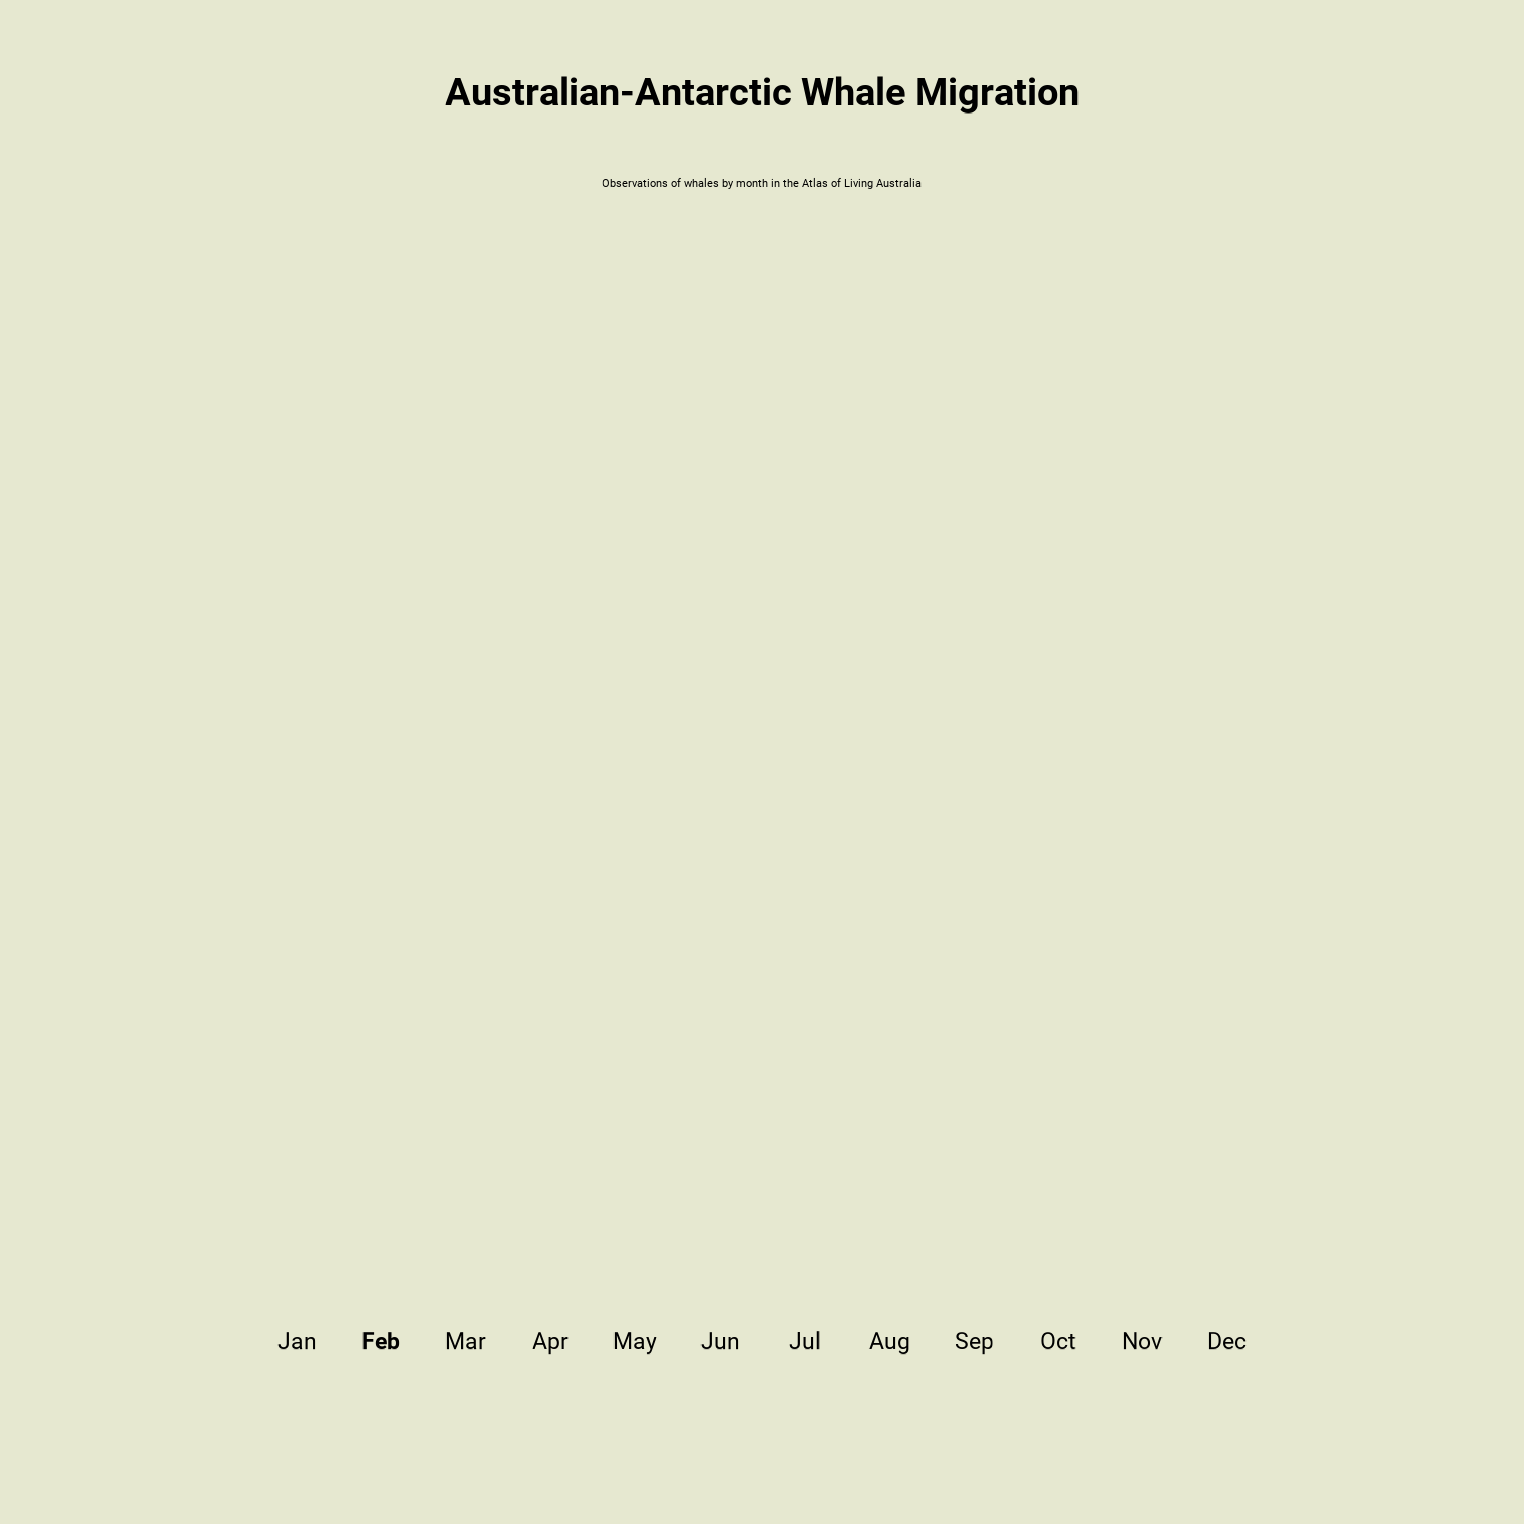 Australian-Antarctic Whale Migration
Observations of whales by month in the Atlas of Living Australia
Jan Feb Mar Apr May Jun Jul Aug Sep Oct Nov Dec